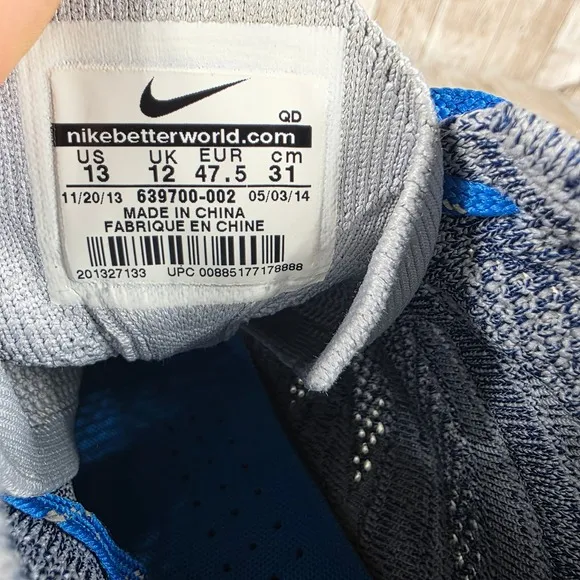 QD
nikebetterworld.com
US UK EUR cm
13 12 47.5 31
11/20/13 639700-002 05/03/14
MADE IN CHINA
FABRIQUE EN CHINE
201327133 UPC 00885177178888